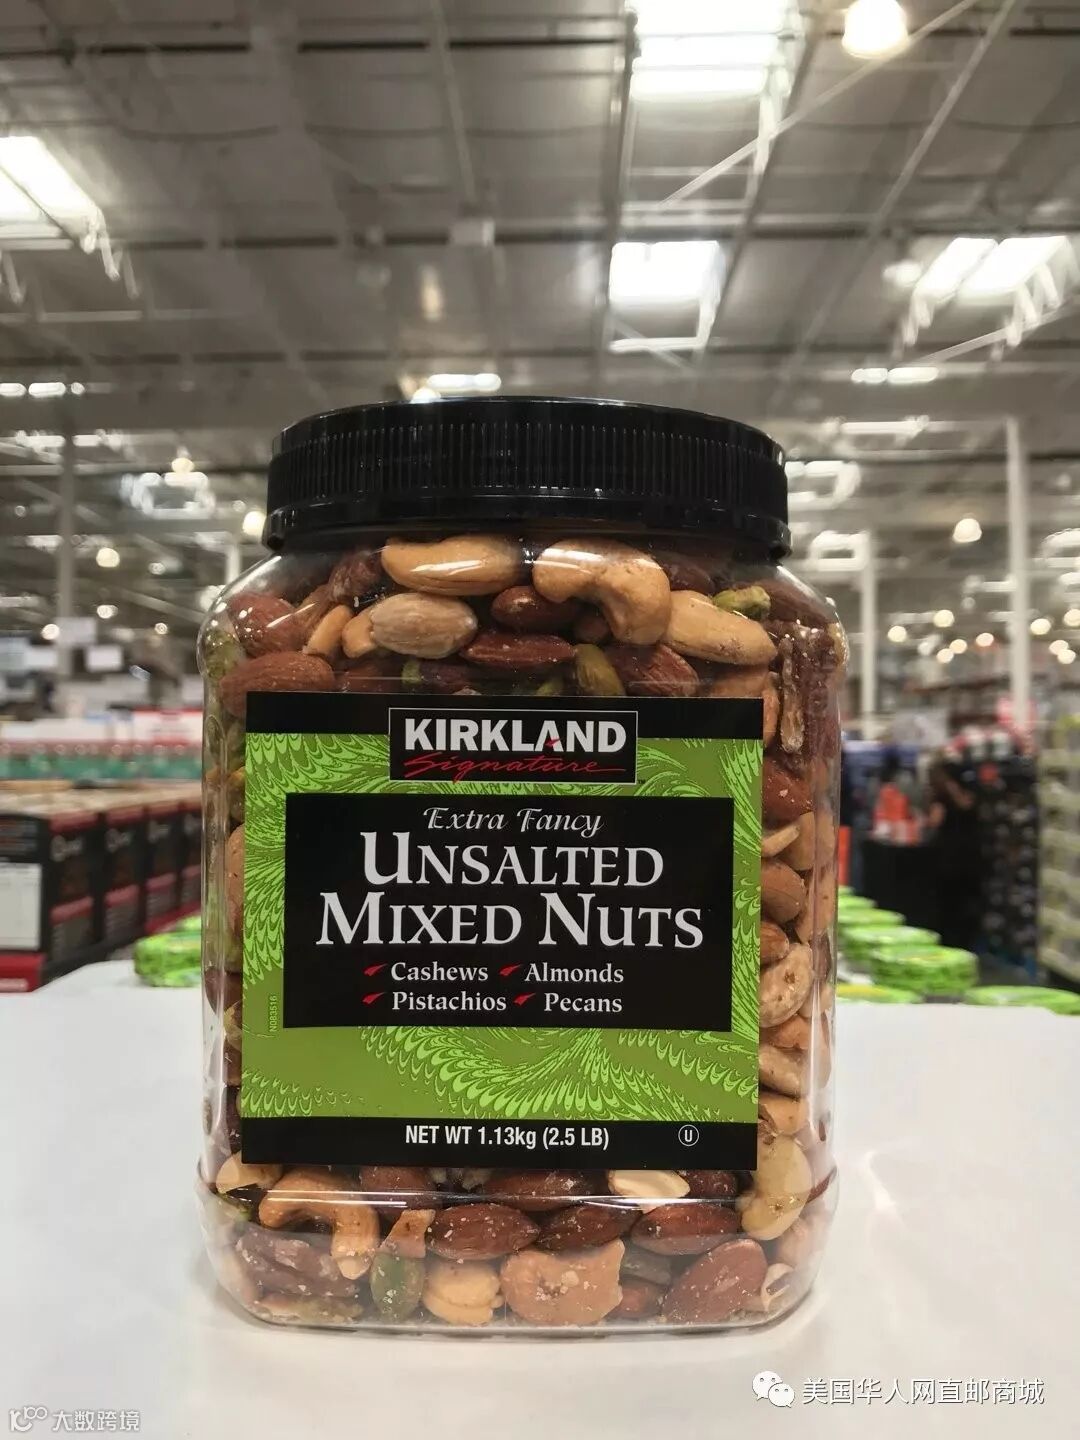 KIRKLAND
Signature
Extra Fancy
UNSALTED
MIXED NUTS
Cashews Almonds
Pistachios Pecans
N083516
NET WT 1.13kg (2.5 LB)
U
美国华人网直邮商城
大数跨境